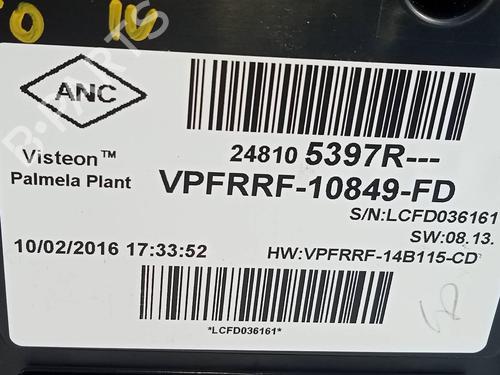 ANC
Visteon™
Palmela Plant
24810 5397R---
VPFRRF-10849-FD
S/N:LCFD036161
SW:08.13.
10/02/2016 17:33:52
HW:VPFRRF-14B115-CD
*LCFD036161*
B-PARTS